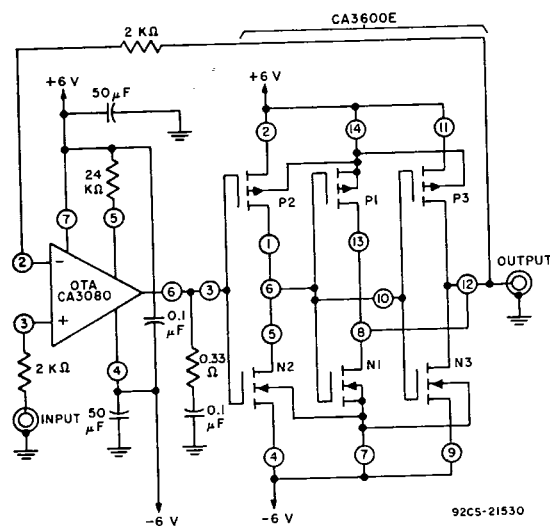 CA3600E
2 KΩ
+6 V
+6 V
50 μF
2
14
11
24 KΩ
P2
P1
P3
7
5
1
13
OTA
CA3080
2
−
6
3
6
10
12
OUTPUT
3
+
0.1 μF
5
8
4
0.33 Ω
N2
N1
N3
2 KΩ
INPUT
50 μF
0.1 μF
4
7
9
−6 V
−6 V
92CS-21530